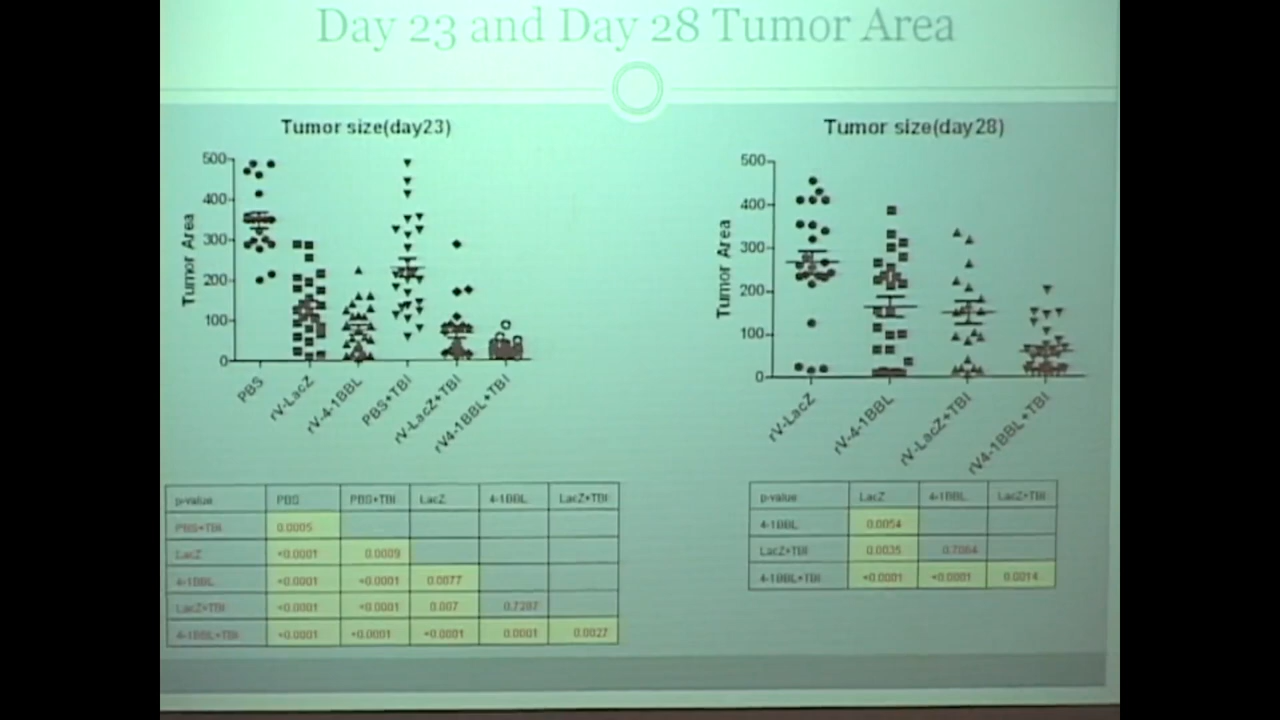 Day 23 and Day 28 Tumor Area
Tumor size(day23)
500
400
300
200
100
0
Tumor Area
PBS
rV-LacZ
rV-4-1BBL
PBS+TBI
rV-LacZ+TBI
rV4-1BBL+TBI
Tumor size(day28)
500
400
300
200
100
0
Tumor Area
rV-LacZ
rV-4-1BBL
rV-LacZ+TBI
rV4-1BBL+TBI
p-value PBS PBS+TBI LacZ 4-1BBL LacZ+TBI
PBS+TBI 0.0005
LacZ <0.0001 0.0009
4-1BBL <0.0001 <0.0001 0.0077
LacZ+TBI <0.0001 <0.0001 0.007 0.7287
4-1BBL+TBI <0.0001 <0.0001 <0.0001 0.0001 0.0027
p-value LacZ 4-1BBL LacZ+TBI
4-1BBL 0.0054
LacZ+TBI 0.0035 0.7064
4-1BBL+TBI <0.0001 <0.0001 0.0014